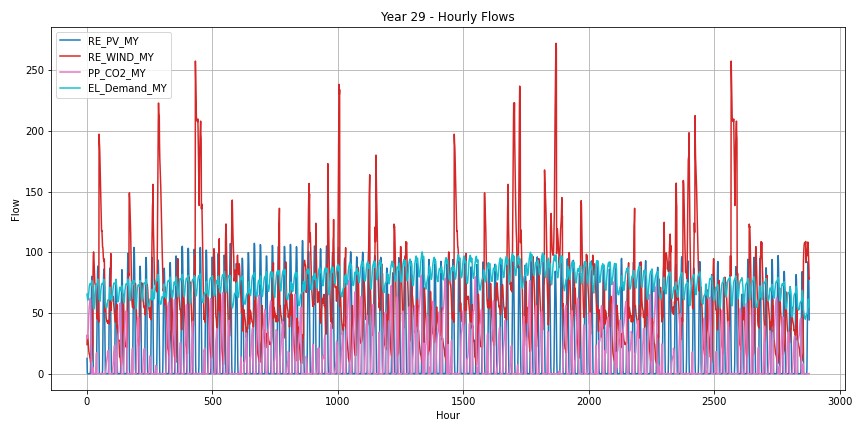 Year 29 - Hourly Flows
RE_PV_MY
RE_WIND_MY
PP_CO2_MY
EL_Demand_MY
Flow
250
200
150
100
50
0
0 500 1000 1500 2000 2500 3000
Hour